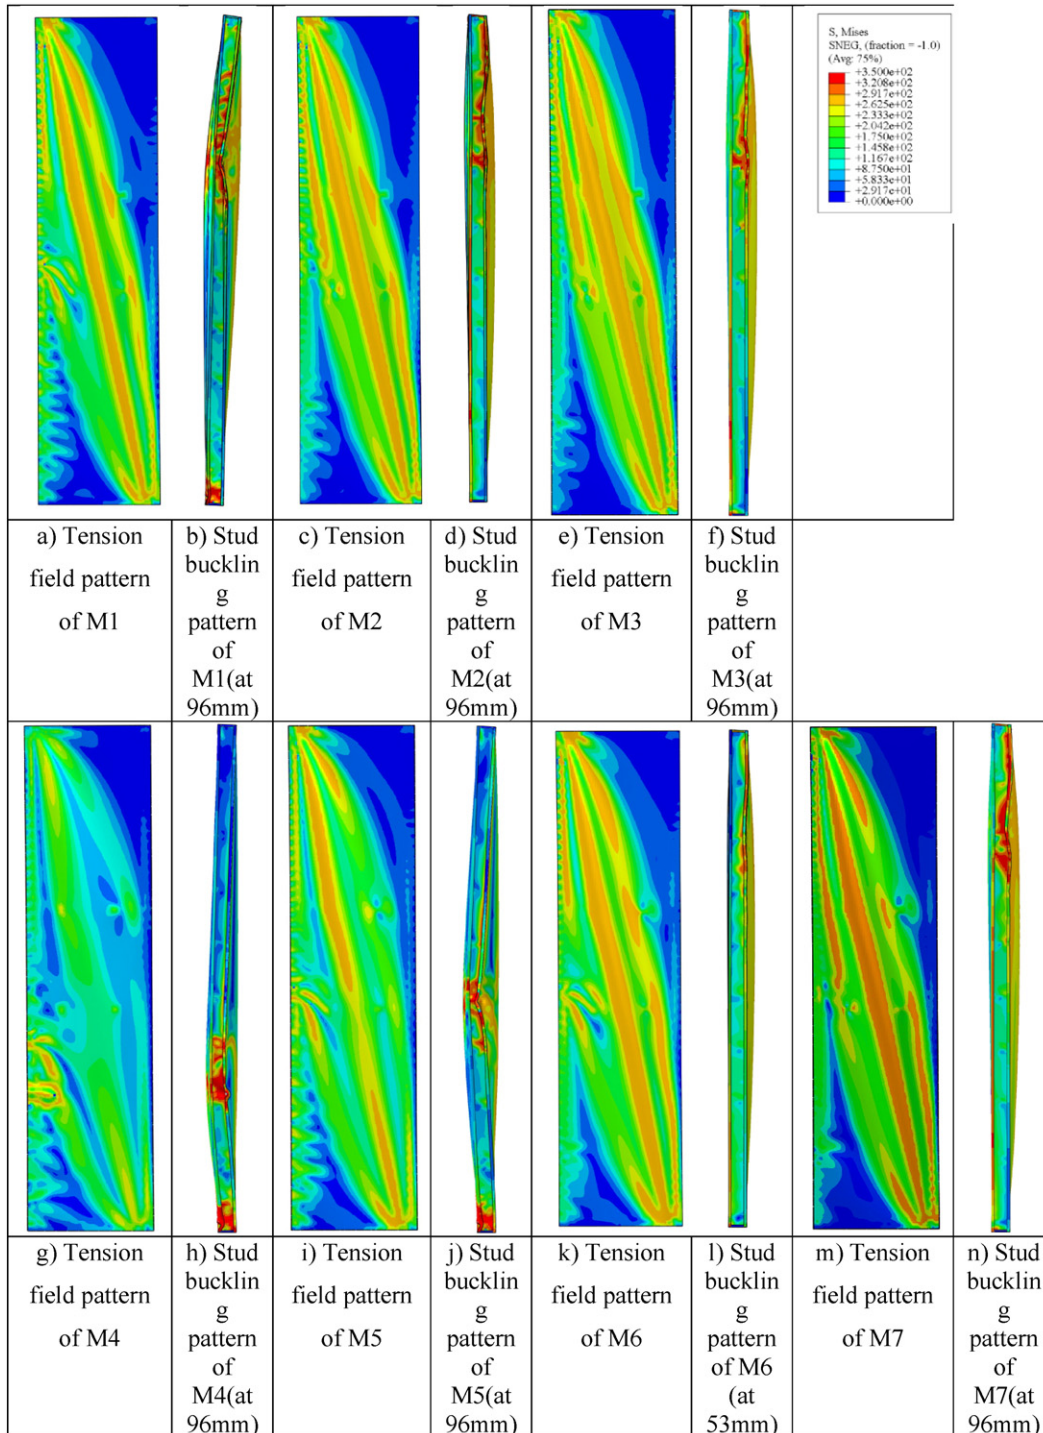 S, Mises
SNEG, (fraction = -1.0)
(Avg: 75%)
+3.500e+02
+3.208e+02
+2.917e+02
+2.625e+02
+2.333e+02
+2.042e+02
+1.750e+02
+1.458e+02
+1.167e+02
+8.750e+01
+5.833e+01
+2.917e+01
+0.000e+00
a) Tension
field pattern
of M1
b) Stud
bucklin
g
pattern
of
M1(at
96mm)
c) Tension
field pattern
of M2
d) Stud
bucklin
g
pattern
of
M2(at
96mm)
e) Tension
field pattern
of M3
f) Stud
bucklin
g
pattern
of
M3(at
96mm)
g) Tension
field pattern
of M4
h) Stud
bucklin
g
pattern
of
M4(at
96mm)
i) Tension
field pattern
of M5
j) Stud
bucklin
g
pattern
of
M5(at
96mm)
k) Tension
field pattern
of M6
l) Stud
bucklin
g
pattern
of M6
(at
53mm)
m) Tension
field pattern
of M7
n) Stud
bucklin
g
pattern
of
M7(at
96mm)